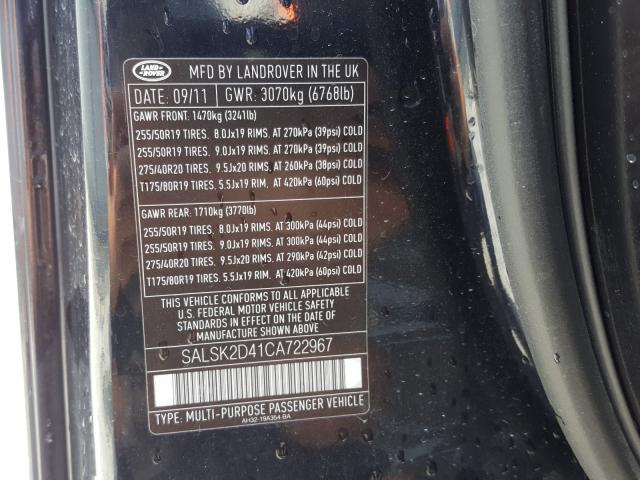 LAND-ROVER
MFD BY LANDROVER IN THE UK
DATE: 09/11 GWR: 3070kg (6768lb)
GAWR FRONT: 1470kg (3241lb)
255/50R19 TIRES. 8.0Jx19 RIMS. AT 270kPa (39psi) COLD
255/50R19 TIRES. 9.0Jx19 RIMS. AT 270kPa (39psi) COLD
275/40R20 TIRES. 9.5Jx20 RIMS. AT 260kPa (38psi) COLD
T175/80R19 TIRES. 5.5Jx19 RIM. AT 420kPa (60psi) COLD
GAWR REAR: 1710kg (3770lb)
255/50R19 TIRES. 8.0Jx19 RIMS. AT 300kPa (44psi) COLD
255/50R19 TIRES. 9.0Jx19 RIMS. AT 300kPa (44psi) COLD
275/40R20 TIRES. 9.5Jx20 RIMS. AT 290kPa (42psi) COLD
T175/80R19 TIRES. 5.5Jx19 RIM. AT 420kPa (60psi) COLD
THIS VEHICLE CONFORMS TO ALL APPLICABLE
U.S. FEDERAL MOTOR VEHICLE SAFETY
STANDARDS IN EFFECT ON THE DATE OF
MANUFACTURE SHOWN ABOVE
SALSK2D41CA722967
TYPE: MULTI-PURPOSE PASSENGER VEHICLE
AH32-19A354-BA